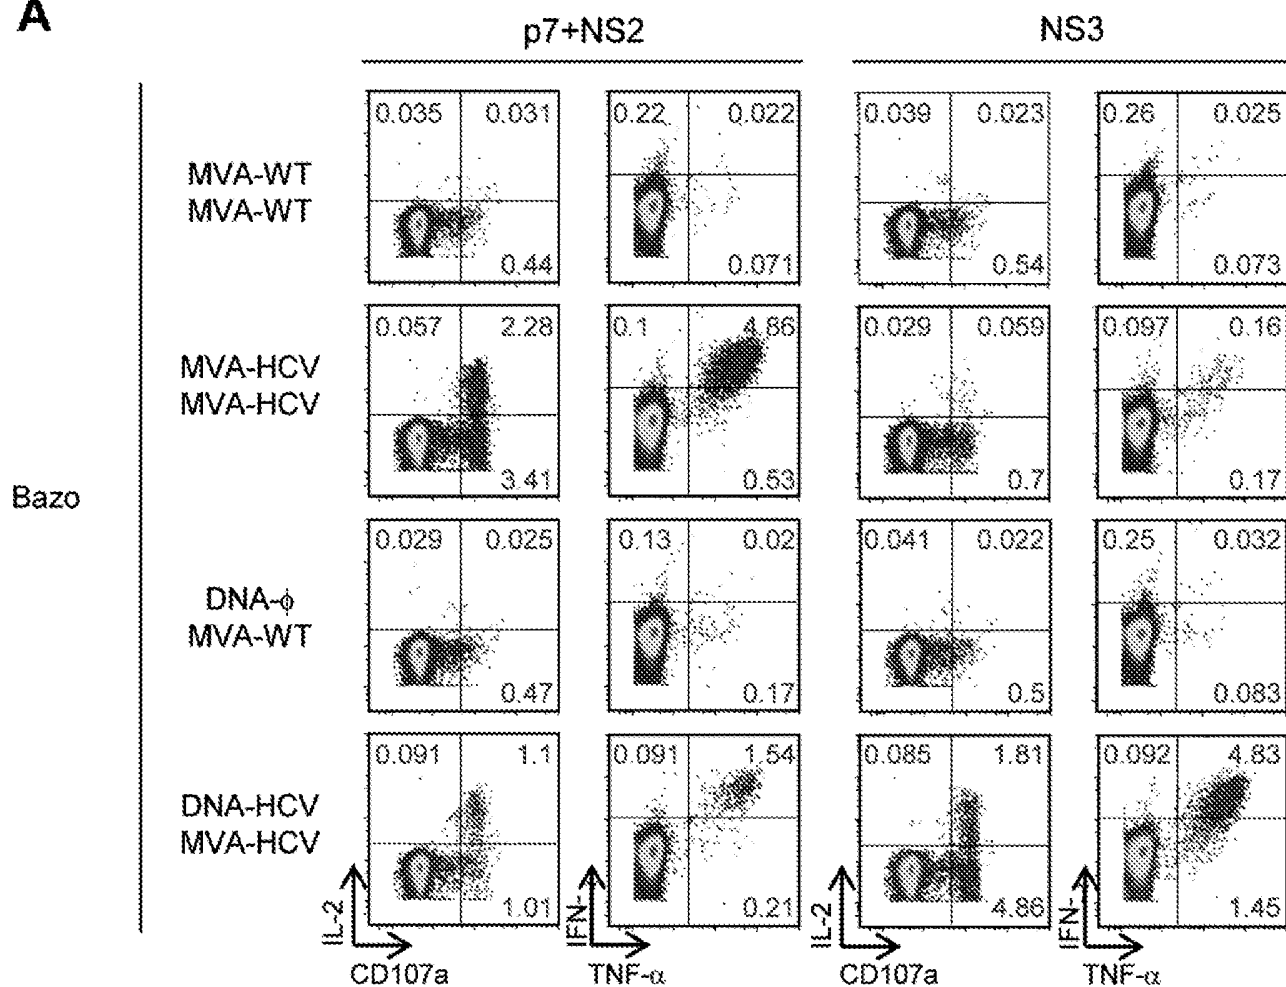 A
p7+NS2 NS3
0.035 0.031 0.22 0.022 0.039 0.023 0.26 0.025
MVA-WT
MVA-WT
0.44 0.071 0.54 0.073
0.057 2.28 0.1 4.86 0.029 0.059 0.097 0.16
MVA-HCV
MVA-HCV
3.41 0.53 0.7 0.17
Bazo
0.029 0.025 0.13 0.02 0.041 0.022 0.25 0.032
DNA-ϕ
MVA-WT
0.47 0.17 0.5 0.083
0.091 1.1 0.091 1.54 0.085 1.81 0.092 4.83
DNA-HCV
MVA-HCV
1.01 0.21 4.86 1.45
IL-2 IFN- IL-2 IFN-
CD107a TNF-α CD107a TNF-α